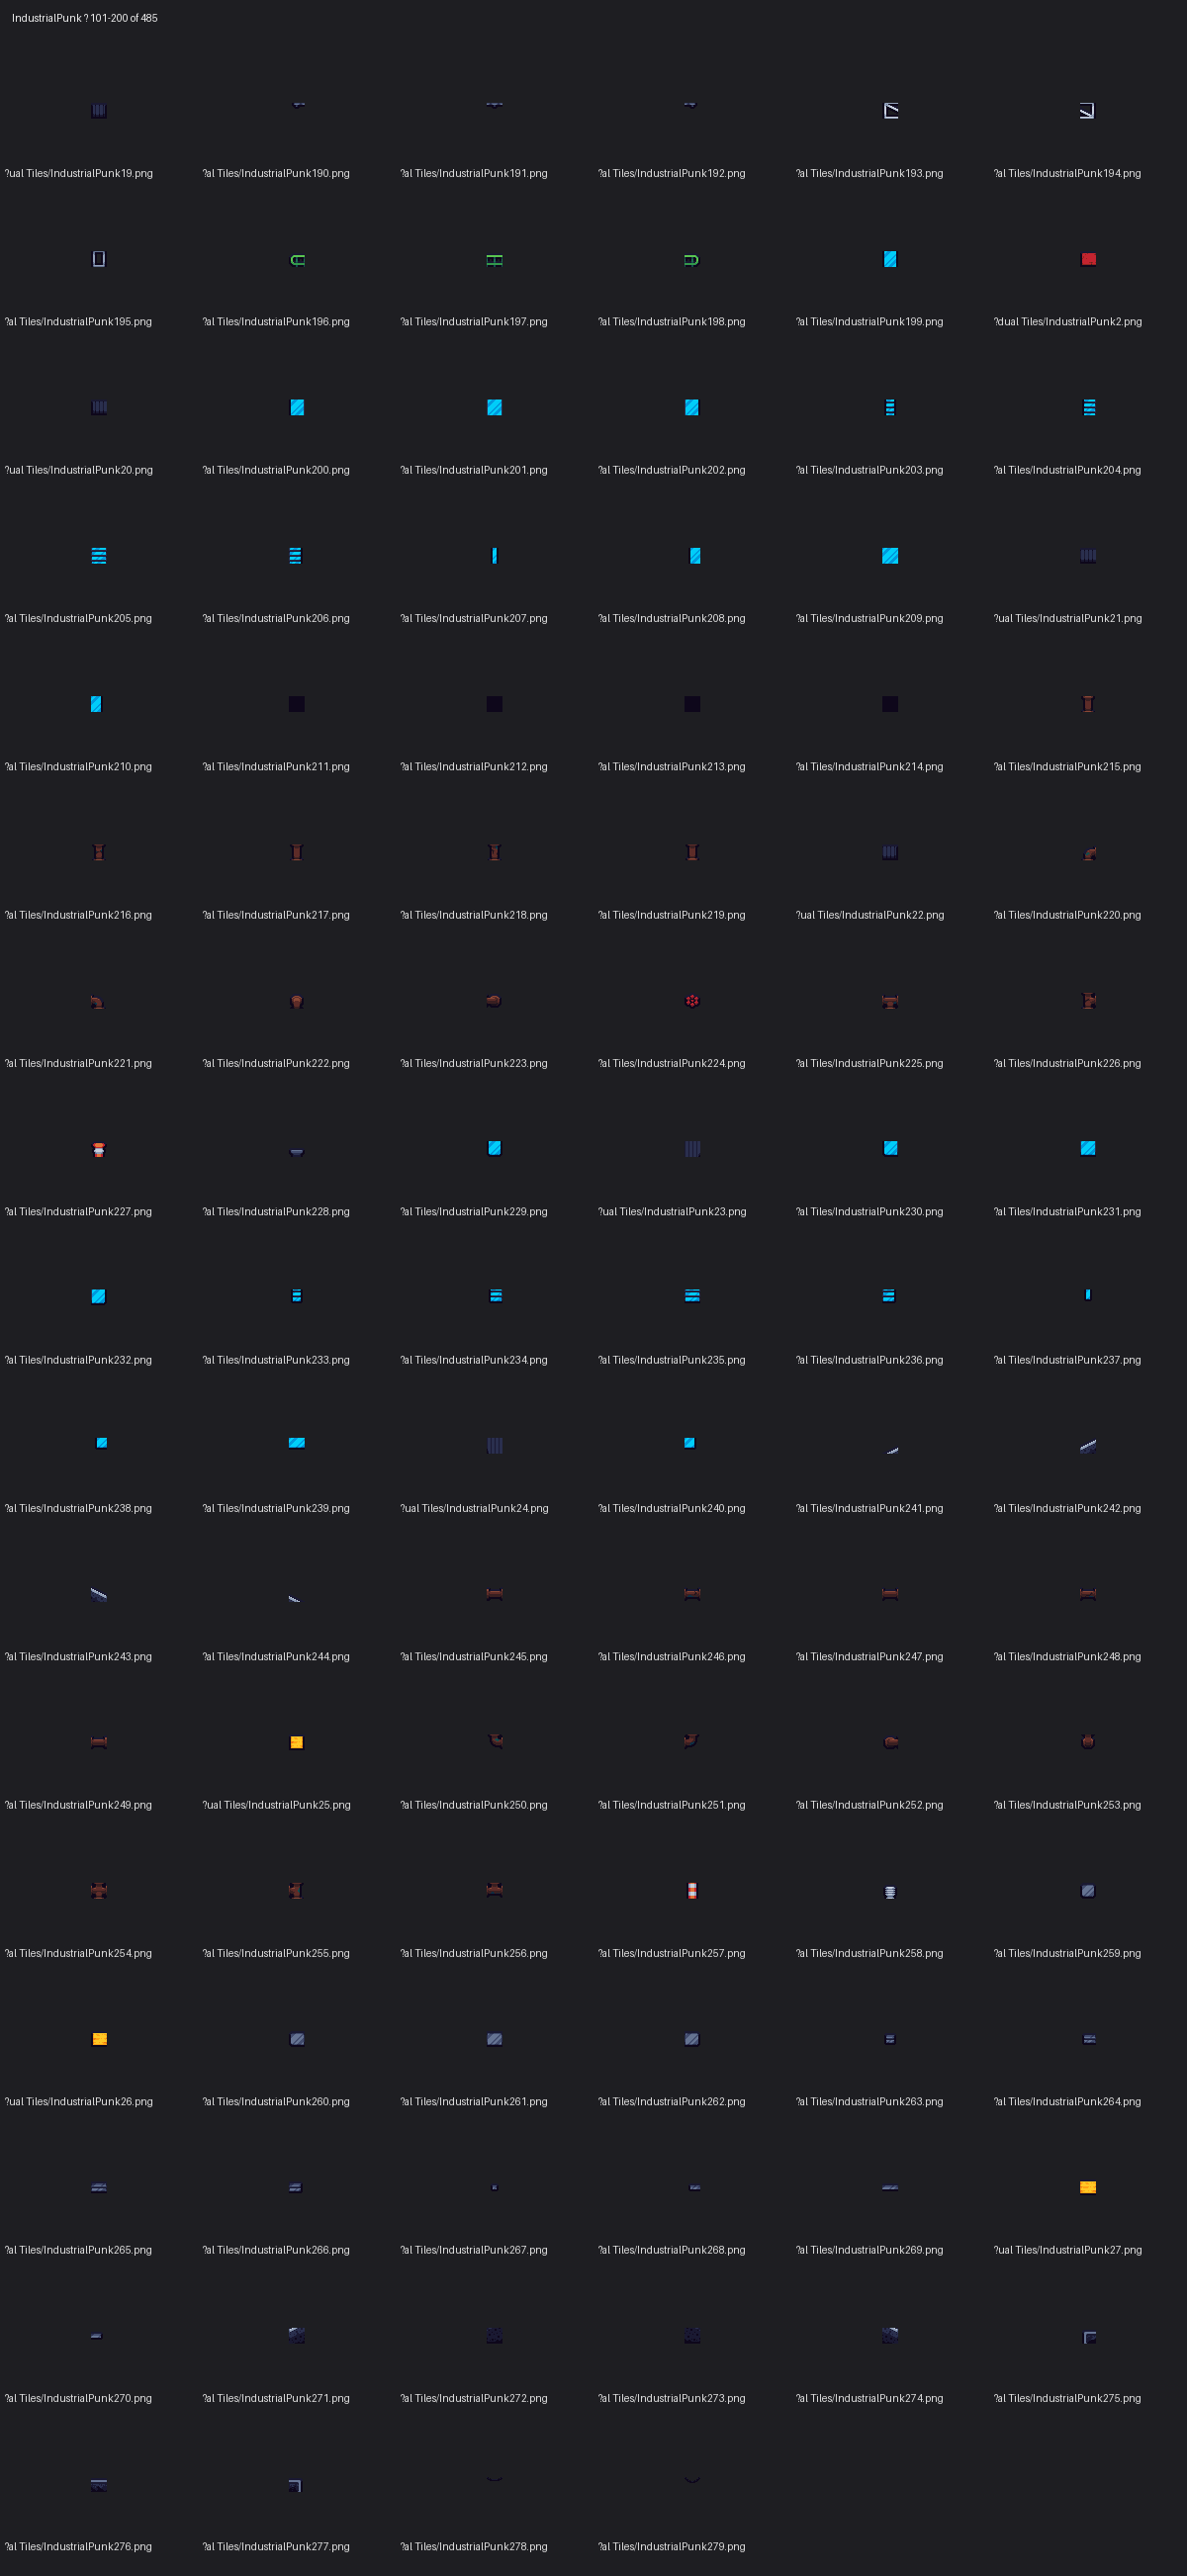 IndustrialPunk ? 101-200 of 485
?ual Tiles/IndustrialPunk19.png ?al Tiles/IndustrialPunk190.png ?al Tiles/IndustrialPunk191.png ?al Tiles/IndustrialPunk192.png ?al Tiles/IndustrialPunk193.png ?al Tiles/IndustrialPunk194.png
?al Tiles/IndustrialPunk195.png ?al Tiles/IndustrialPunk196.png ?al Tiles/IndustrialPunk197.png ?al Tiles/IndustrialPunk198.png ?al Tiles/IndustrialPunk199.png ?dual Tiles/IndustrialPunk2.png
?ual Tiles/IndustrialPunk20.png ?al Tiles/IndustrialPunk200.png ?al Tiles/IndustrialPunk201.png ?al Tiles/IndustrialPunk202.png ?al Tiles/IndustrialPunk203.png ?al Tiles/IndustrialPunk204.png
?al Tiles/IndustrialPunk205.png ?al Tiles/IndustrialPunk206.png ?al Tiles/IndustrialPunk207.png ?al Tiles/IndustrialPunk208.png ?al Tiles/IndustrialPunk209.png ?ual Tiles/IndustrialPunk21.png
?al Tiles/IndustrialPunk210.png ?al Tiles/IndustrialPunk211.png ?al Tiles/IndustrialPunk212.png ?al Tiles/IndustrialPunk213.png ?al Tiles/IndustrialPunk214.png ?al Tiles/IndustrialPunk215.png
?al Tiles/IndustrialPunk216.png ?al Tiles/IndustrialPunk217.png ?al Tiles/IndustrialPunk218.png ?al Tiles/IndustrialPunk219.png ?ual Tiles/IndustrialPunk22.png ?al Tiles/IndustrialPunk220.png
?al Tiles/IndustrialPunk221.png ?al Tiles/IndustrialPunk222.png ?al Tiles/IndustrialPunk223.png ?al Tiles/IndustrialPunk224.png ?al Tiles/IndustrialPunk225.png ?al Tiles/IndustrialPunk226.png
?al Tiles/IndustrialPunk227.png ?al Tiles/IndustrialPunk228.png ?al Tiles/IndustrialPunk229.png ?ual Tiles/IndustrialPunk23.png ?al Tiles/IndustrialPunk230.png ?al Tiles/IndustrialPunk231.png
?al Tiles/IndustrialPunk232.png ?al Tiles/IndustrialPunk233.png ?al Tiles/IndustrialPunk234.png ?al Tiles/IndustrialPunk235.png ?al Tiles/IndustrialPunk236.png ?al Tiles/IndustrialPunk237.png
?al Tiles/IndustrialPunk238.png ?al Tiles/IndustrialPunk239.png ?ual Tiles/IndustrialPunk24.png ?al Tiles/IndustrialPunk240.png ?al Tiles/IndustrialPunk241.png ?al Tiles/IndustrialPunk242.png
?al Tiles/IndustrialPunk243.png ?al Tiles/IndustrialPunk244.png ?al Tiles/IndustrialPunk245.png ?al Tiles/IndustrialPunk246.png ?al Tiles/IndustrialPunk247.png ?al Tiles/IndustrialPunk248.png
?al Tiles/IndustrialPunk249.png ?ual Tiles/IndustrialPunk25.png ?al Tiles/IndustrialPunk250.png ?al Tiles/IndustrialPunk251.png ?al Tiles/IndustrialPunk252.png ?al Tiles/IndustrialPunk253.png
?al Tiles/IndustrialPunk254.png ?al Tiles/IndustrialPunk255.png ?al Tiles/IndustrialPunk256.png ?al Tiles/IndustrialPunk257.png ?al Tiles/IndustrialPunk258.png ?al Tiles/IndustrialPunk259.png
?ual Tiles/IndustrialPunk26.png ?al Tiles/IndustrialPunk260.png ?al Tiles/IndustrialPunk261.png ?al Tiles/IndustrialPunk262.png ?al Tiles/IndustrialPunk263.png ?al Tiles/IndustrialPunk264.png
?al Tiles/IndustrialPunk265.png ?al Tiles/IndustrialPunk266.png ?al Tiles/IndustrialPunk267.png ?al Tiles/IndustrialPunk268.png ?al Tiles/IndustrialPunk269.png ?ual Tiles/IndustrialPunk27.png
?al Tiles/IndustrialPunk270.png ?al Tiles/IndustrialPunk271.png ?al Tiles/IndustrialPunk272.png ?al Tiles/IndustrialPunk273.png ?al Tiles/IndustrialPunk274.png ?al Tiles/IndustrialPunk275.png
?al Tiles/IndustrialPunk276.png ?al Tiles/IndustrialPunk277.png ?al Tiles/IndustrialPunk278.png ?al Tiles/IndustrialPunk279.png